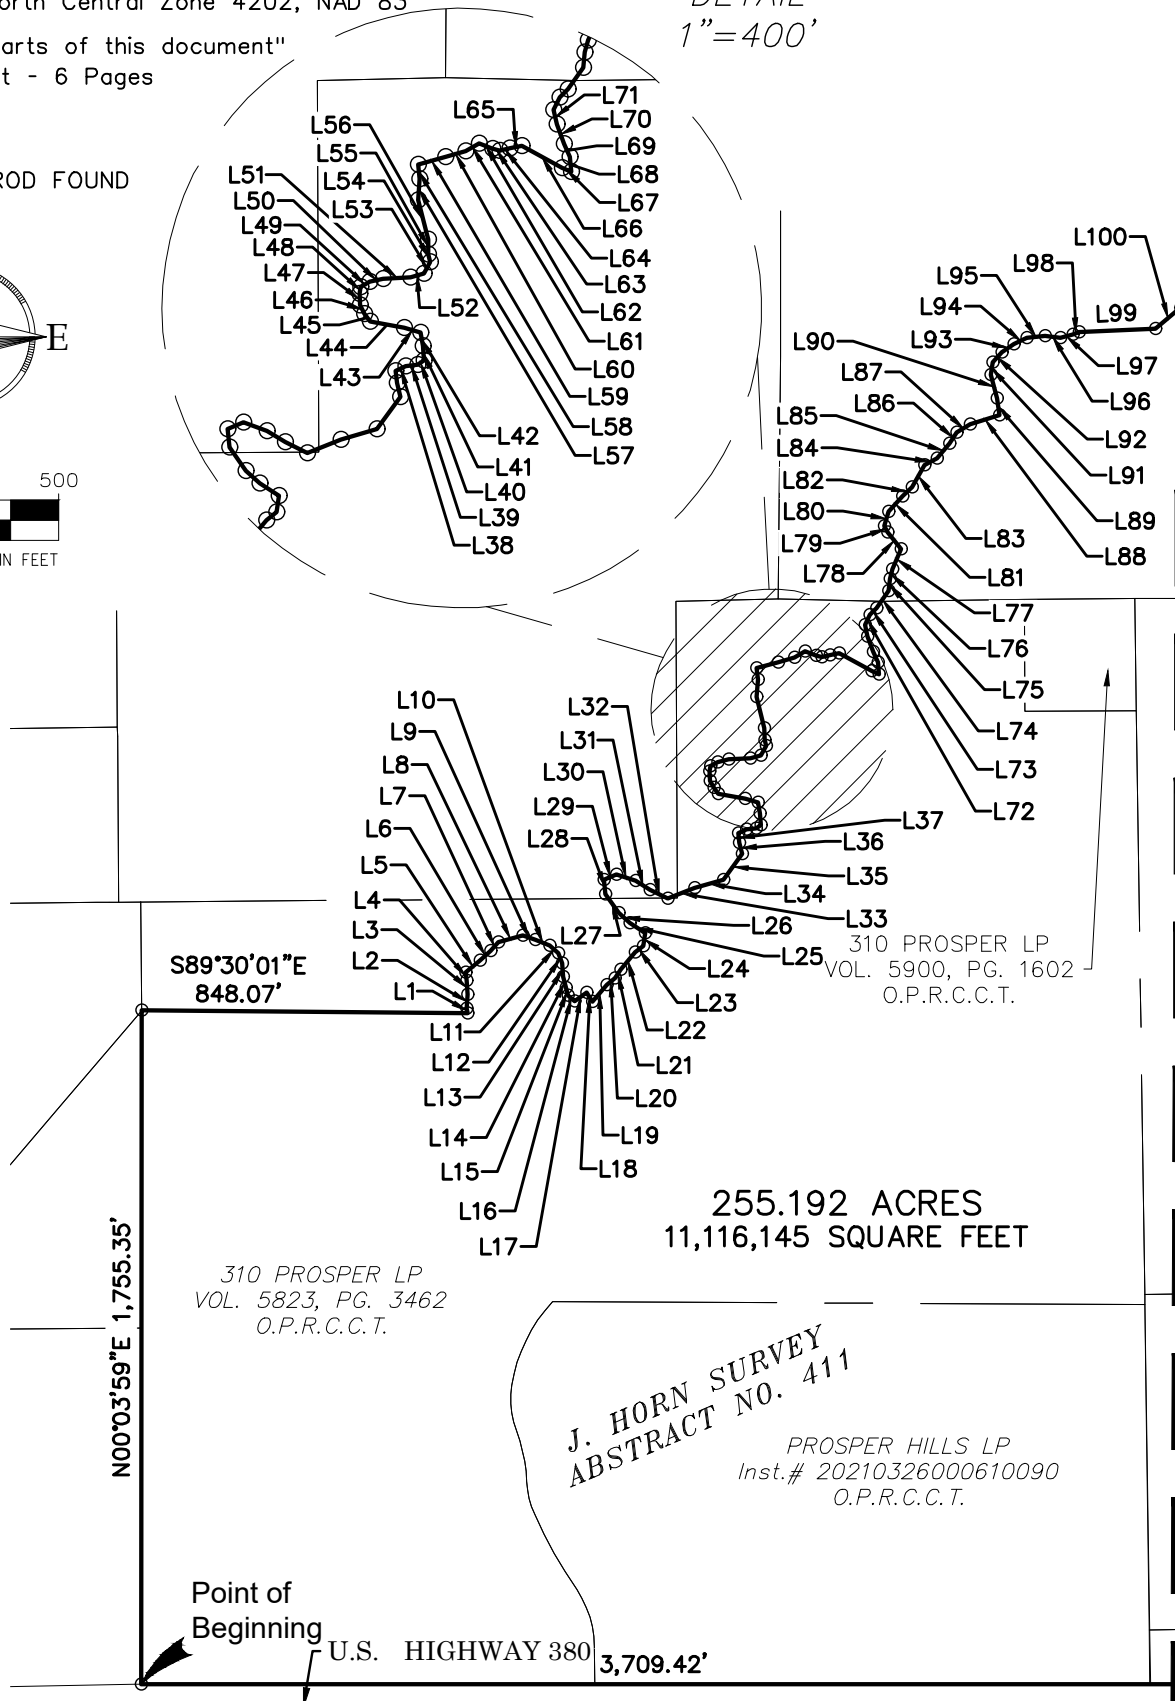 North Central Zone 4202, NAD 83
DETAIL
1"=400'
arts of this document"
t - 6 Pages
ROD FOUND
E
500
IN FEET
L71
L70
L69
L68
L67
L66
L65
L64
L63
L62
L61
L60
L59
L58
L57
L56
L55
L54
L53
L51
L50
L49
L48
L47
L46
L45
L44
L43
L52
L42
L41
L40
L39
L38
L100
L98
L95
L94
L93
L90
L87
L86
L85
L84
L82
L80
L79
L78
L99
L97
L96
L92
L91
L89
L88
L83
L81
L77
L76
L75
L74
L73
L72
L10
L9
L8
L7
L6
L5
L4
L3
L2
L1
L32
L31
L30
L29
L28
L27
L37
L36
L35
L34
L33
L26
L25
L24
L23
L22
L21
L20
L19
L18
L11
L12
L13
L14
L15
L16
L17
S89°30'01"E
848.07'
310 PROSPER LP
VOL. 5900, PG. 1602
O.P.R.C.C.T.
255.192 ACRES
11,116,145 SQUARE FEET
N00°03'59"E 1,755.35'
310 PROSPER LP
VOL. 5823, PG. 3462
O.P.R.C.C.T.
J. HORN SURVEY
ABSTRACT NO. 411
PROSPER HILLS LP
Inst.# 20210326000610090
O.P.R.C.C.T.
Point of
Beginning
U.S. HIGHWAY 380
3,709.42'